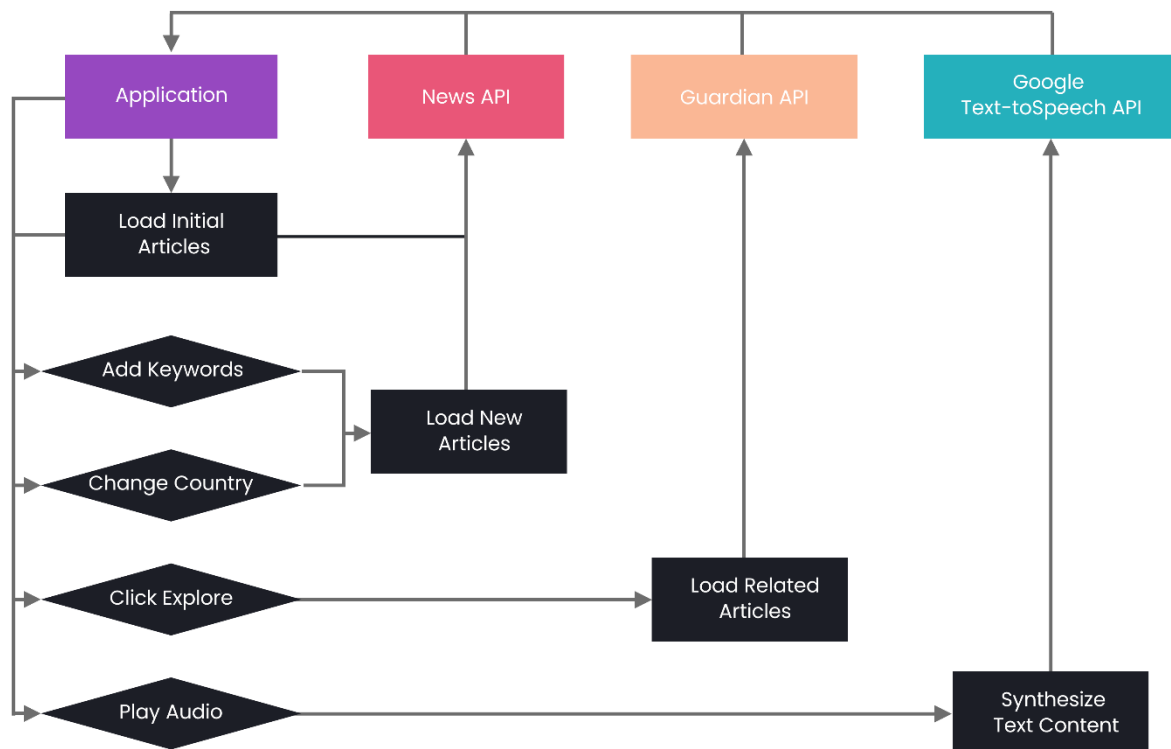 Application
News API
Guardian API
Google
Text-toSpeech API
Load Initial
Articles
Add Keywords
Load New
Articles
Change Country
Click Explore
Load Related
Articles
Play Audio
Synthesize
Text Content